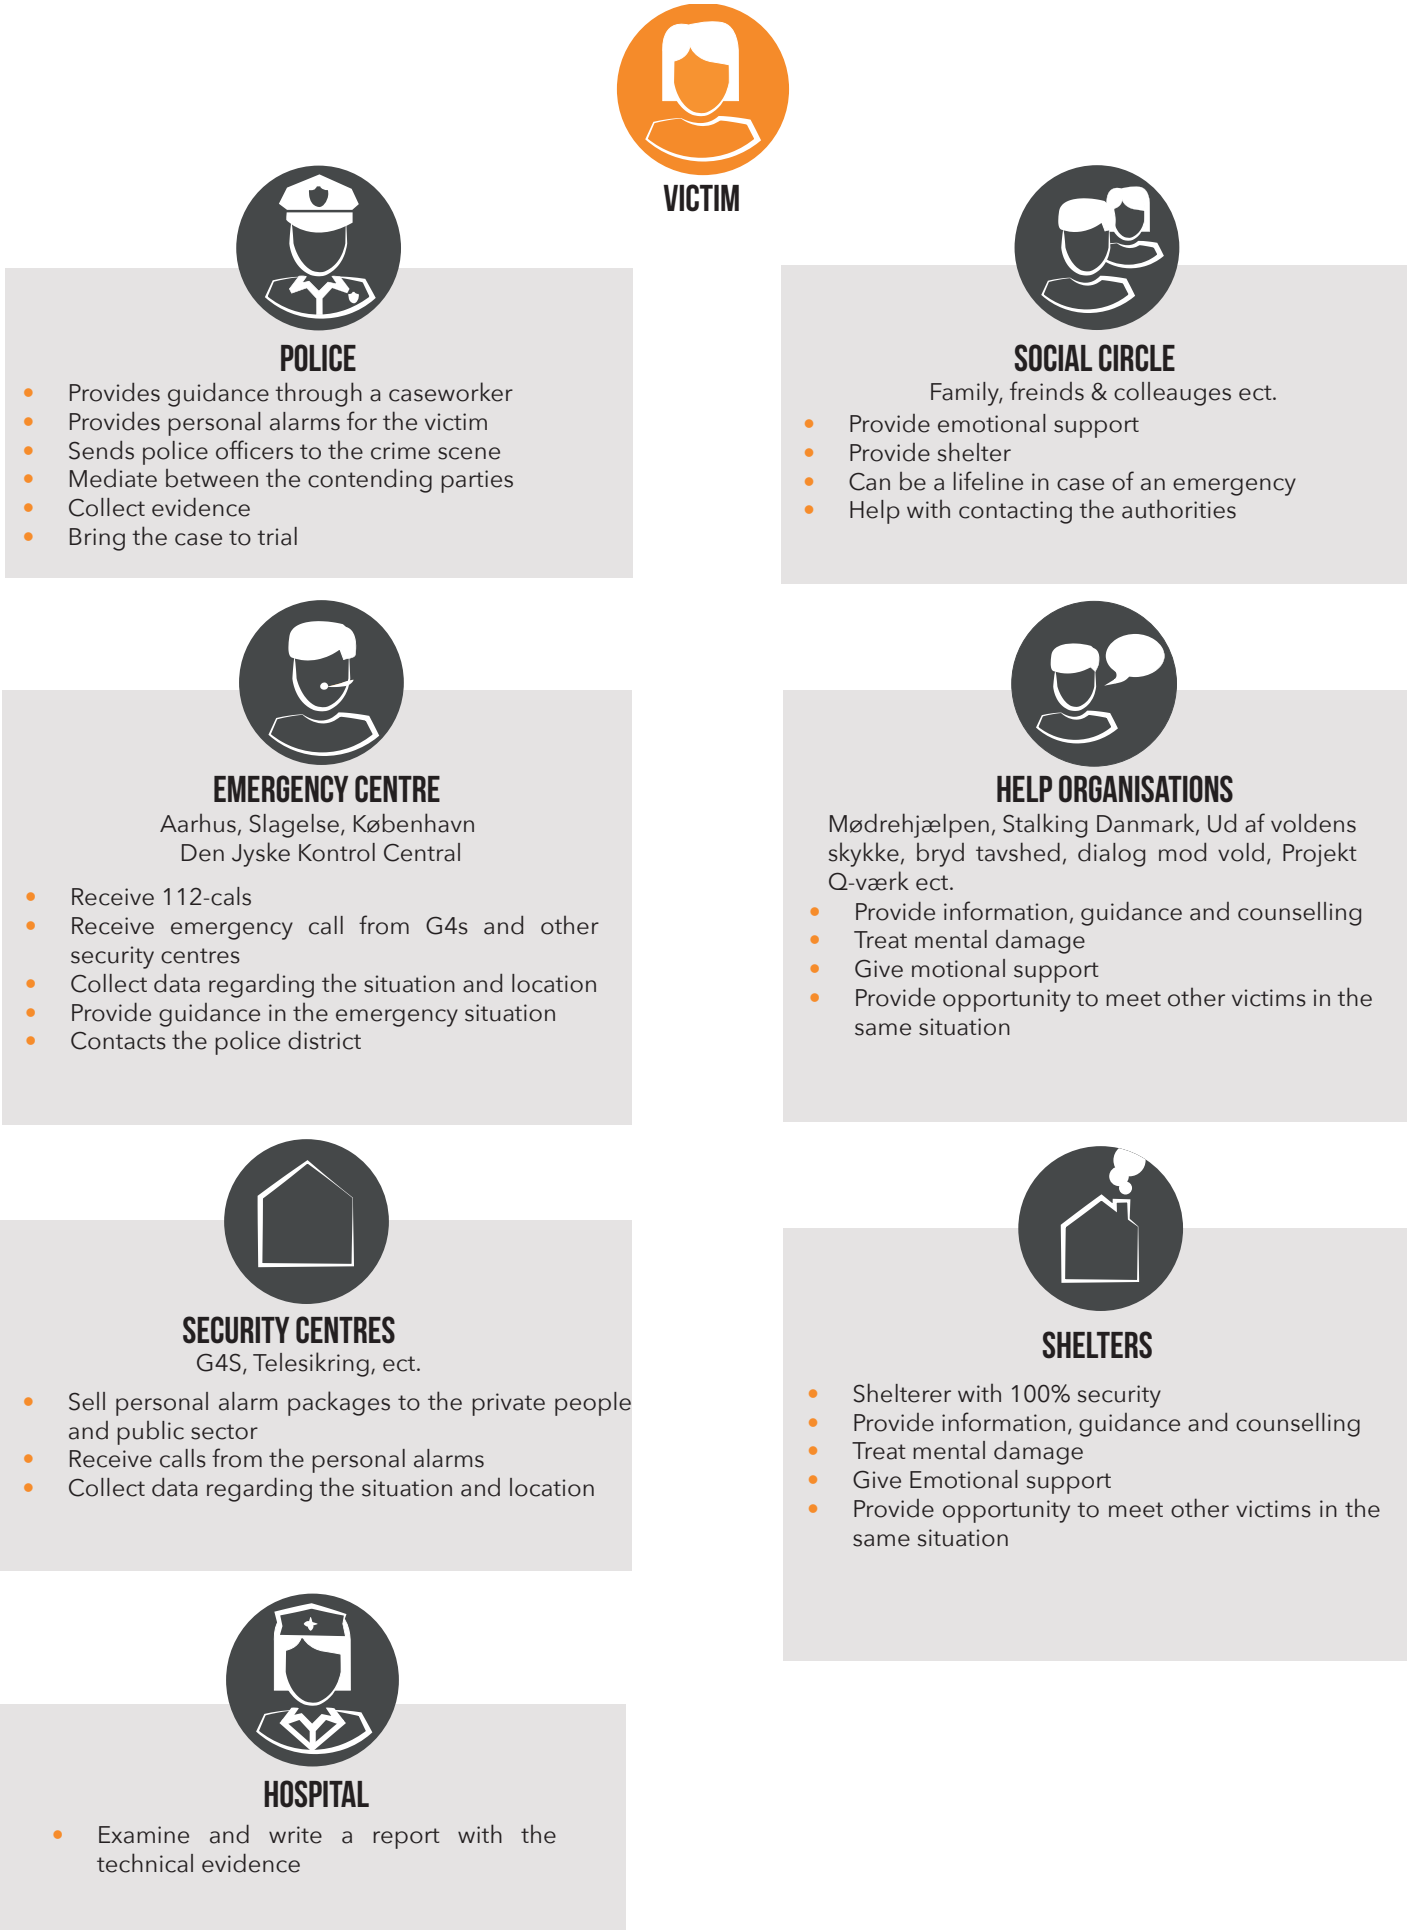 VICTIM
POLICE
Provides guidance through a caseworker
Provides personal alarms for the victim
Sends police officers to the crime scene
Mediate between the contending parties
Collect evidence
Bring the case to trial
SOCIAL CIRCLE
Family, freinds & colleauges ect.
Provide emotional support
Provide shelter
Can be a lifeline in case of an emergency
Help with contacting the authorities
EMERGENCY CENTRE
Aarhus, Slagelse, København
Den Jyske Kontrol Central
Receive 112-cals
Receive emergency call from G4s and other
security centres
Collect data regarding the situation and location
Provide guidance in the emergency situation
Contacts the police district
HELP ORGANISATIONS
Mødrehjælpen, Stalking Danmark, Ud af voldens
skykke, bryd tavshed, dialog mod vold, Projekt
Q-værk ect.
Provide information, guidance and counselling
Treat mental damage
Give motional support
Provide opportunity to meet other victims in the
same situation
SECURITY CENTRES
G4S, Telesikring, ect.
Sell personal alarm packages to the private people
and public sector
Receive calls from the personal alarms
Collect data regarding the situation and location
SHELTERS
Shelterer with 100% security
Provide information, guidance and counselling
Treat mental damage
Give Emotional support
Provide opportunity to meet other victims in the
same situation
HOSPITAL
Examine and write a report with the
technical evidence